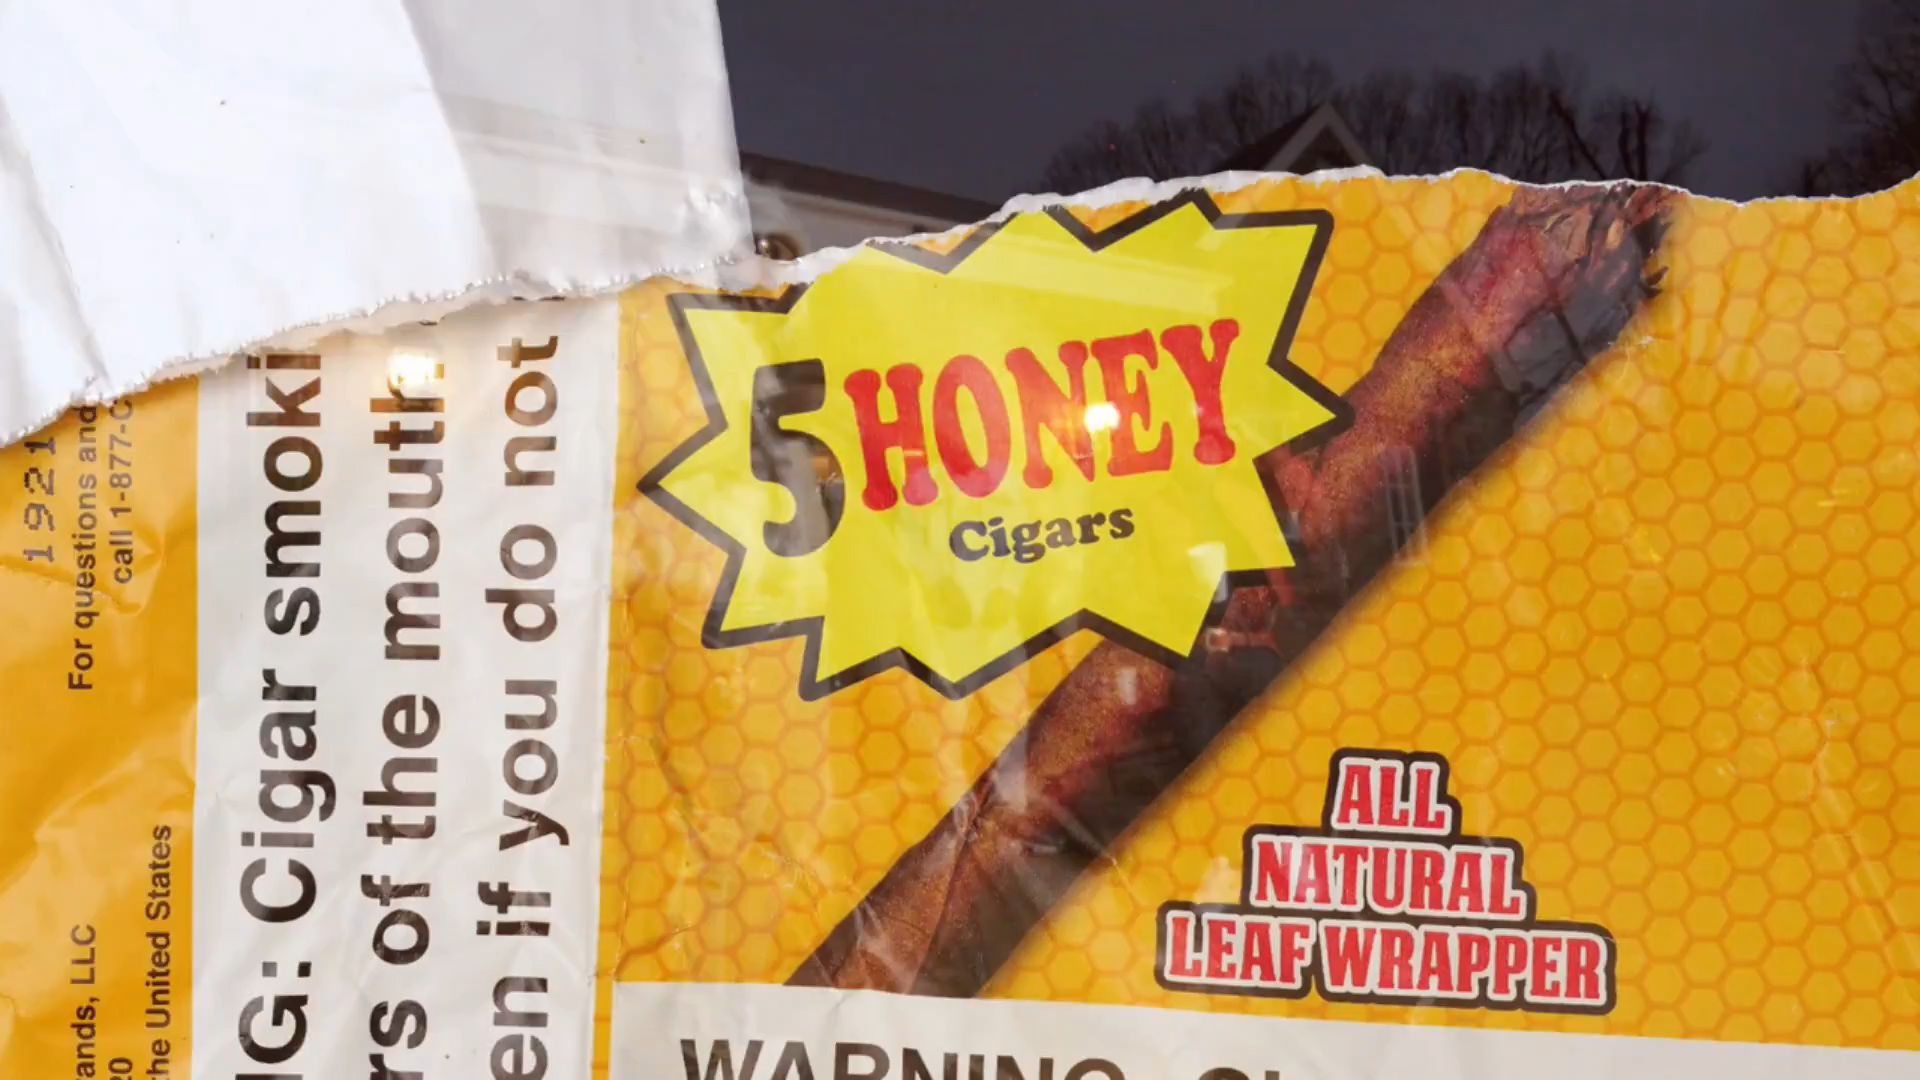 1921
For questions and
call 1-877-
ands, LLC
20
the United States
G: Cigar smoki
rs of the mouth
en if you do not
5 HONEY
Cigars
ALL
NATURAL
LEAF WRAPPER
WARNING: